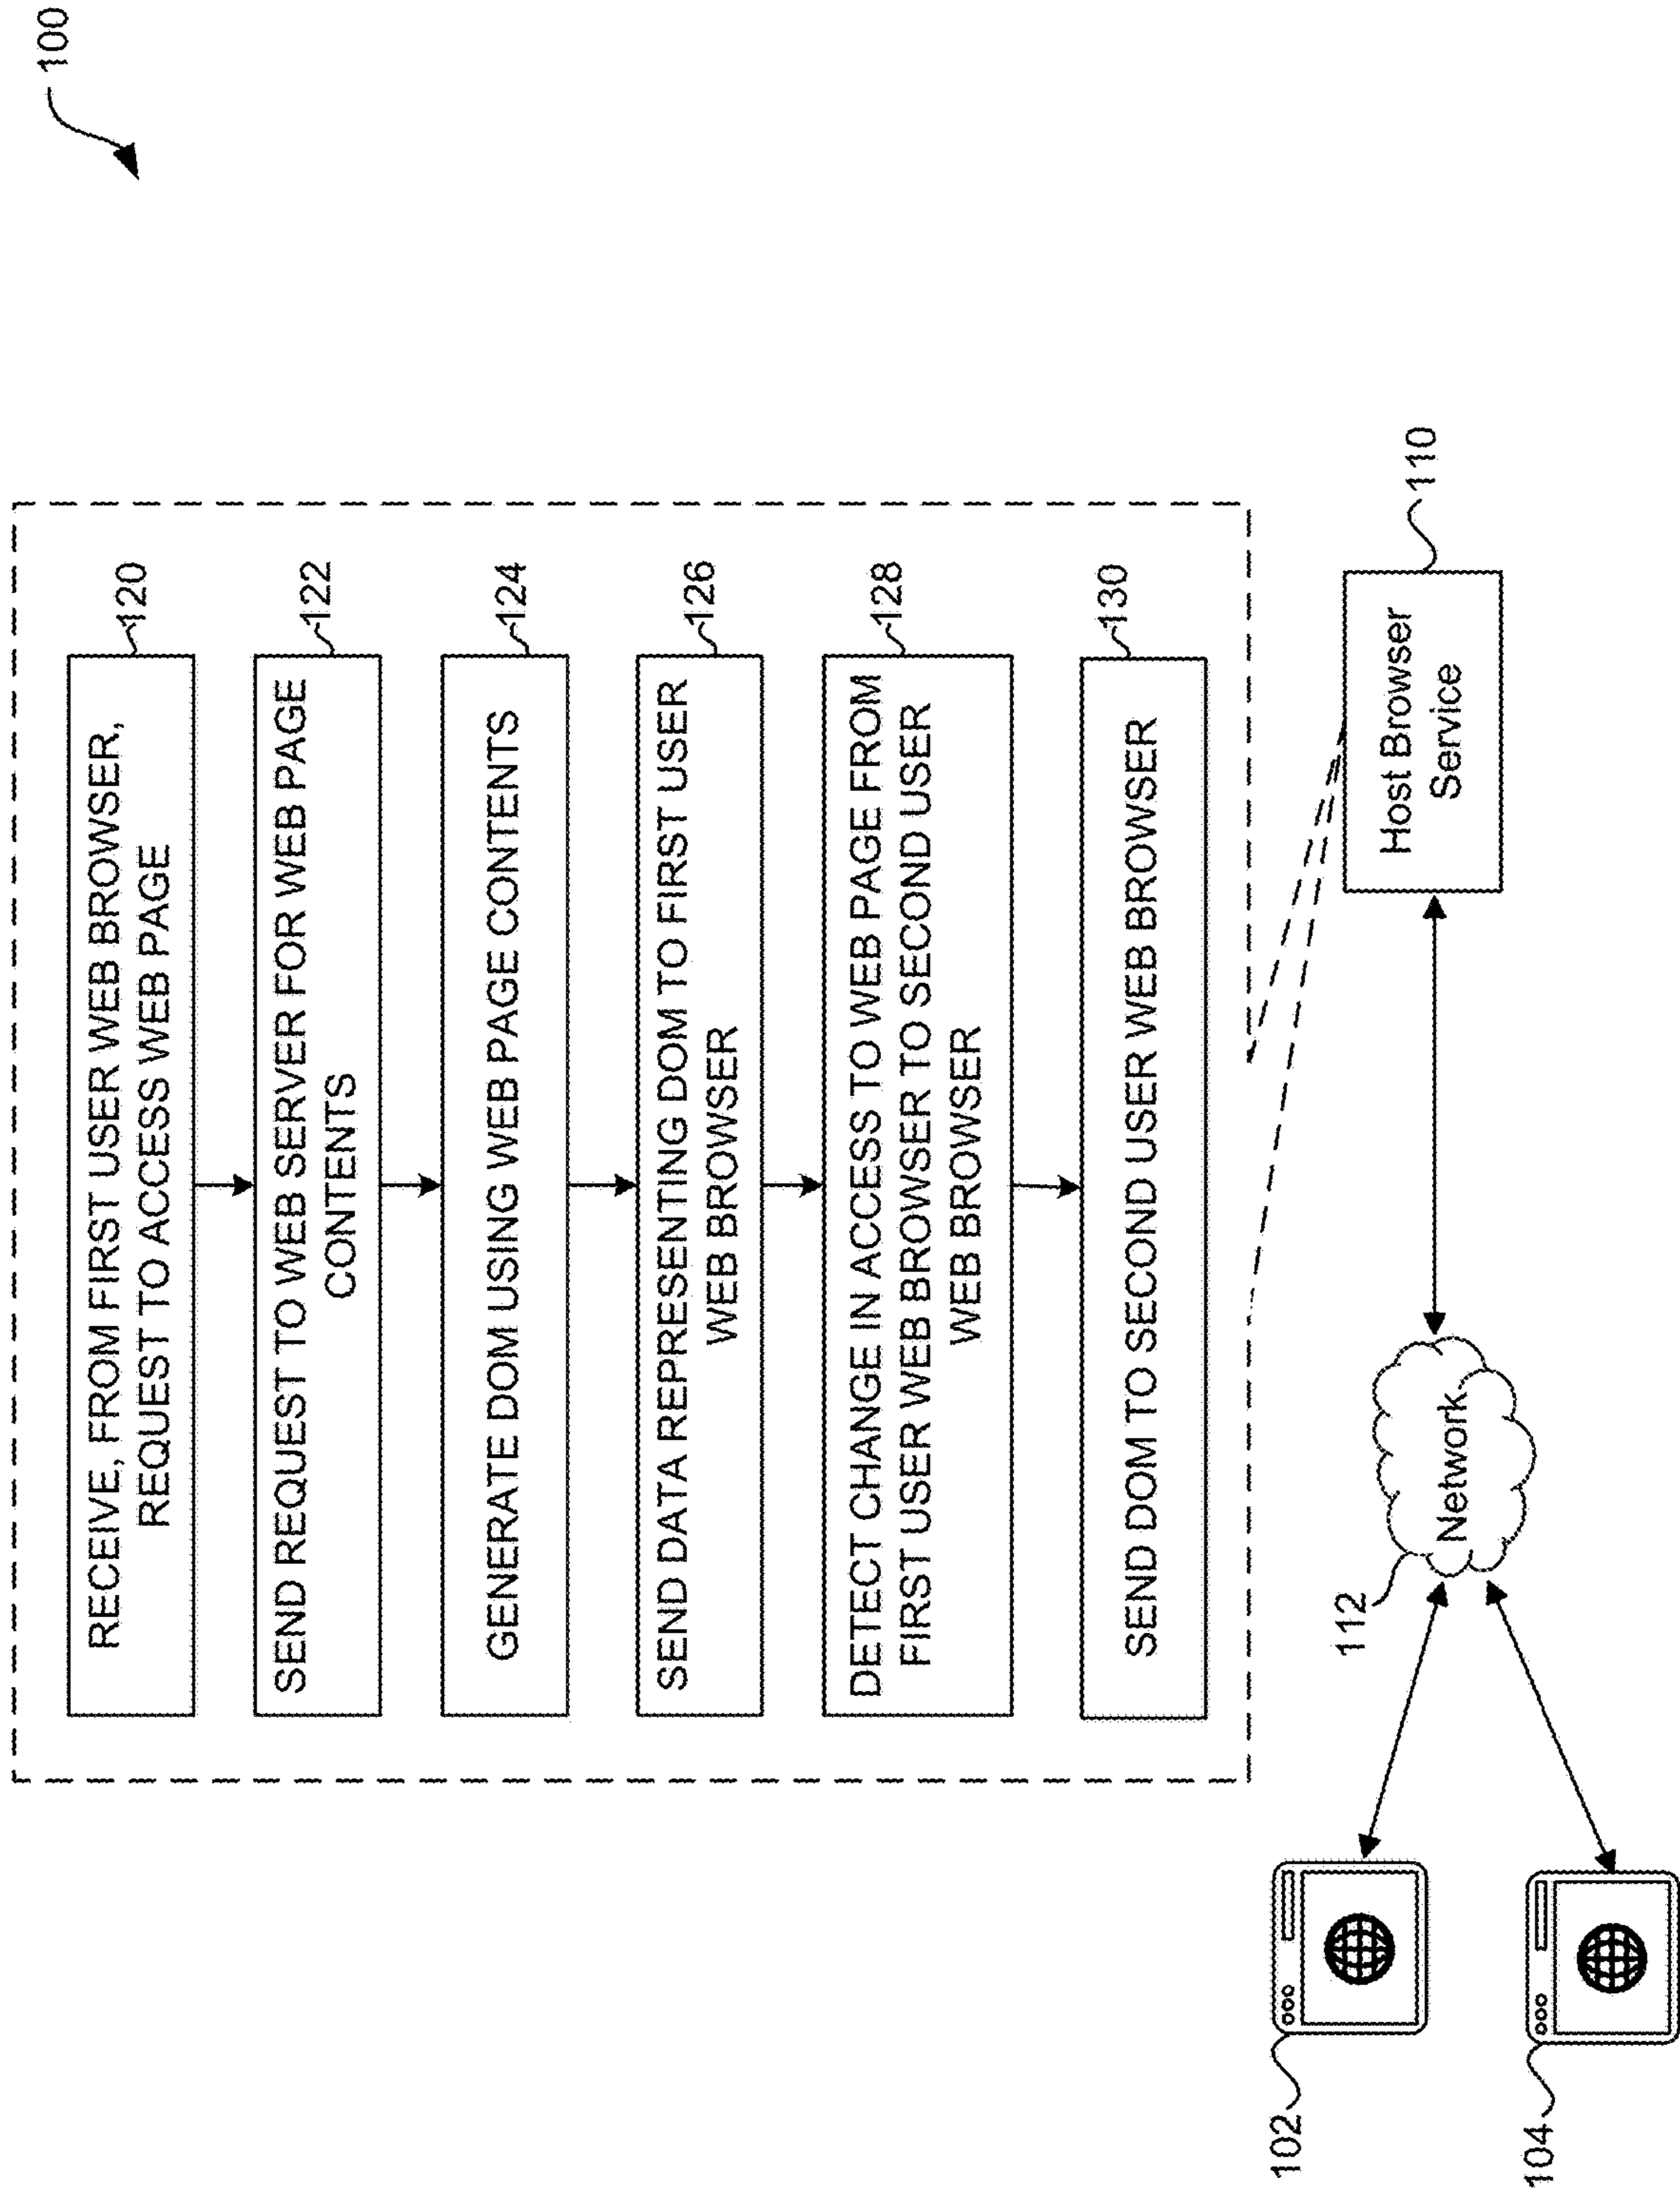 100
RECEIVE, FROM FIRST USER WEB BROWSER,
REQUEST TO ACCESS WEB PAGE
120
SEND REQUEST TO WEB SERVER FOR WEB PAGE
CONTENTS
122
GENERATE DOM USING WEB PAGE CONTENTS
124
SEND DATA REPRESENTING DOM TO FIRST USER
WEB BROWSER
126
DETECT CHANGE IN ACCESS TO WEB PAGE FROM
FIRST USER WEB BROWSER TO SECOND USER
WEB BROWSER
128
SEND DOM TO SECOND USER WEB BROWSER
130
102
104
112
Network
Host Browser
Service
110